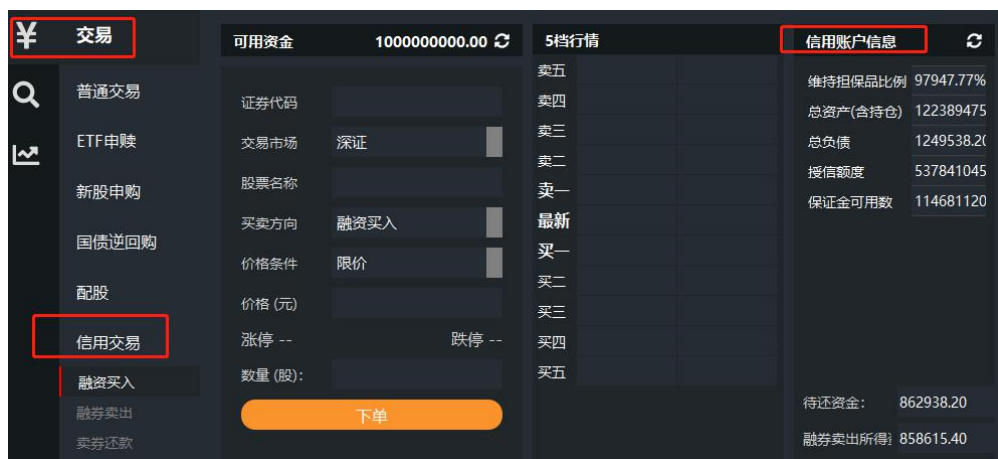 ¥ 交易
普通交易
ETF申赎
新股申购
国债逆回购
配股
信用交易
融资买入
融券卖出
卖券还款
可用资金 1000000000.00
证券代码
交易市场 深证
股票名称
买卖方向 融资买入
价格条件 限价
价格 (元)
涨停 -- 跌停 --
数量 (股):
下单
5档行情
卖五
卖四
卖三
卖二
卖一
最新
买一
买二
买三
买四
买五
信用账户信息
维持担保品比例 97947.77%
总资产(含持仓) 122389475
总负债 1249538.20
授信额度 537841045
保证金可用数 114681120
待还资金: 862938.20
融券卖出所得 858615.40